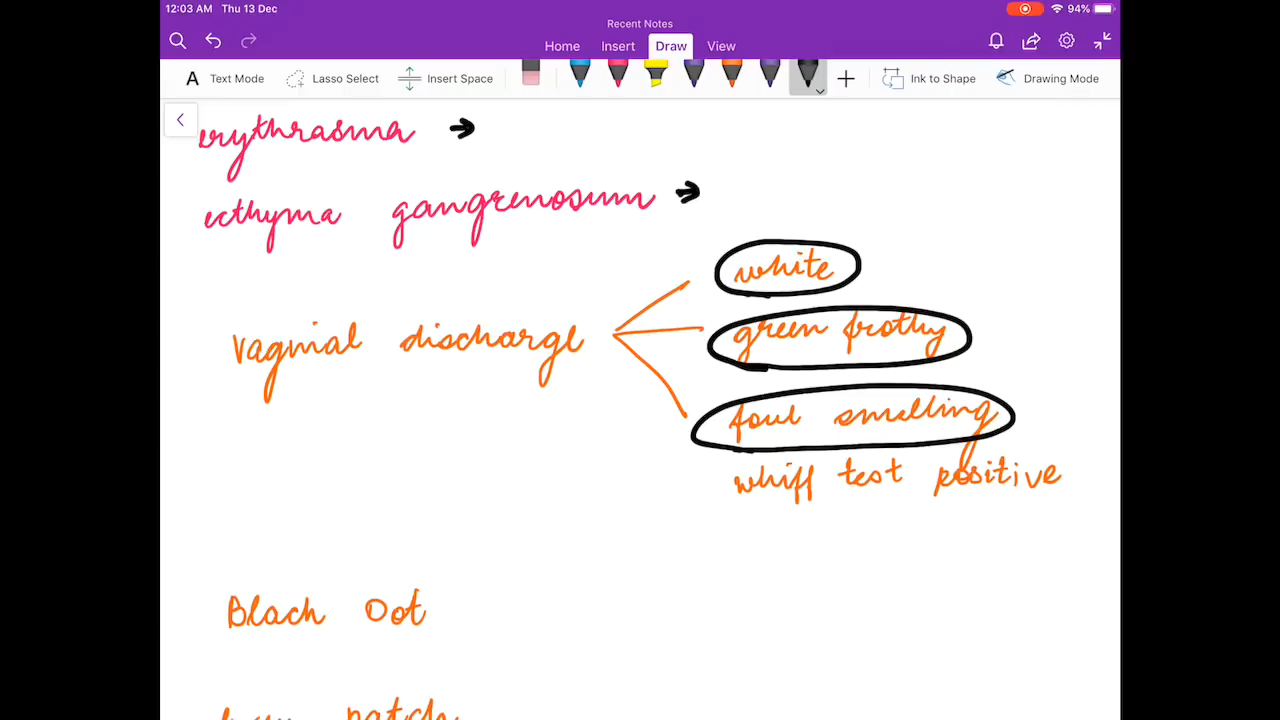 12:03 AM Thu 13 Dec 94%
Recent Notes
Home Insert Draw View
A Text Mode Lasso Select Insert Space Ink to Shape Drawing Mode
erythrasma →
ecthyma gangrenosum →
white
green frothy
vaginal discharge
foul smelling
whiff test positive
Black Dot
patch